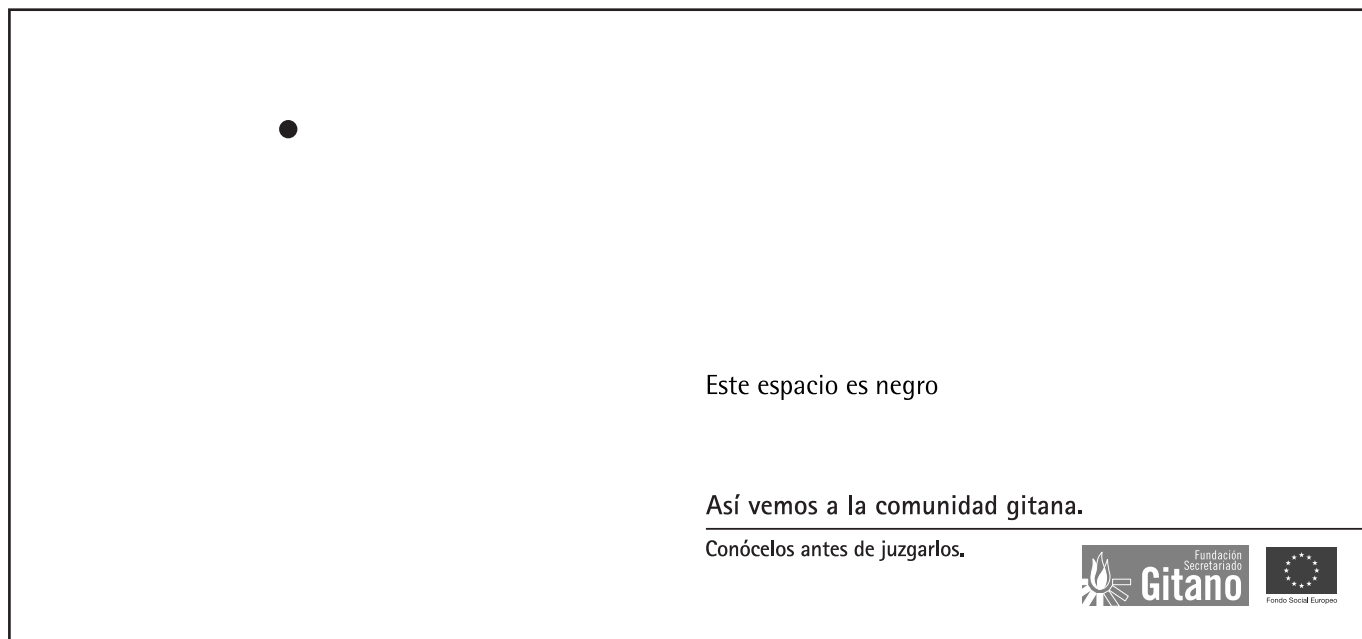 Este espacio es negro
Así vemos a la comunidad gitana.
Conócelos antes de juzgarlos.
Fundación
Secretariado
Gitano
Fondo Social Europeo